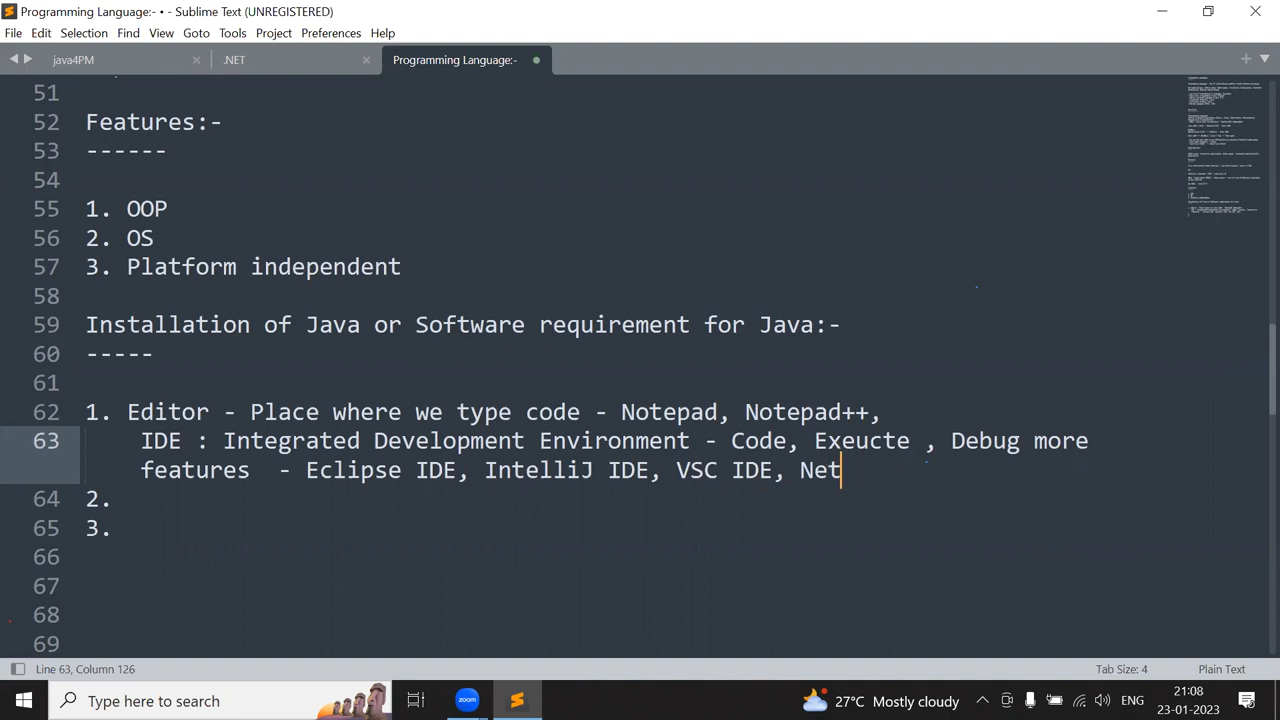 Programming Language:- • - Sublime Text (UNREGISTERED)
File Edit Selection Find View Goto Tools Project Preferences Help
java4PM .NET Programming Language:-
51
52 Features:-
53 ------
54
55 1. OOP
56 2. OS
57 3. Platform independent
58
59 Installation of Java or Software requirement for Java:-
60 -----
61
62 1. Editor - Place where we type code - Notepad, Notepad++,
63 IDE : Integrated Development Environment - Code, Exeucte , Debug more
features - Eclipse IDE, IntelliJ IDE, VSC IDE, Net
64 2.
65 3.
66
67
68
69
Line 63, Column 126 Tab Size: 4 Plain Text
Type here to search zoom 27°C Mostly cloudy ENG 21:08
23-01-2023